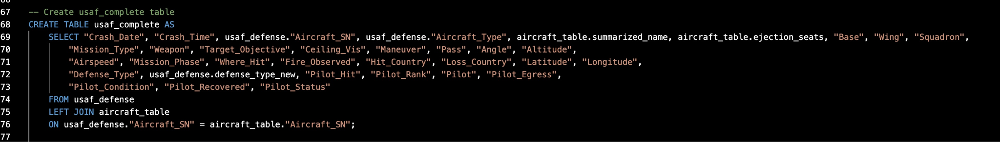 67 -- Create usaf_complete table
68 CREATE TABLE usaf_complete AS
69 SELECT "Crash_Date", "Crash_Time", usaf_defense."Aircraft_SN", usaf_defense."Aircraft_Type", aircraft_table.summarized_name, aircraft_table.ejection_seats, "Base", "Wing", "Squadron",
70 "Mission_Type", "Weapon", "Target_Objective", "Ceiling_Vis", "Maneuver", "Pass", "Angle", "Altitude",
71 "Airspeed", "Mission_Phase", "Where_Hit", "Fire_Observed", "Hit_Country", "Loss_Country", "Latitude", "Longitude",
72 "Defense_Type", usaf_defense.defense_type_new, "Pilot_Hit", "Pilot_Rank", "Pilot", "Pilot_Egress",
73 "Pilot_Condition", "Pilot_Recovered", "Pilot_Status"
74 FROM usaf_defense
75 LEFT JOIN aircraft_table
76 ON usaf_defense."Aircraft_SN" = aircraft_table."Aircraft_SN";
77